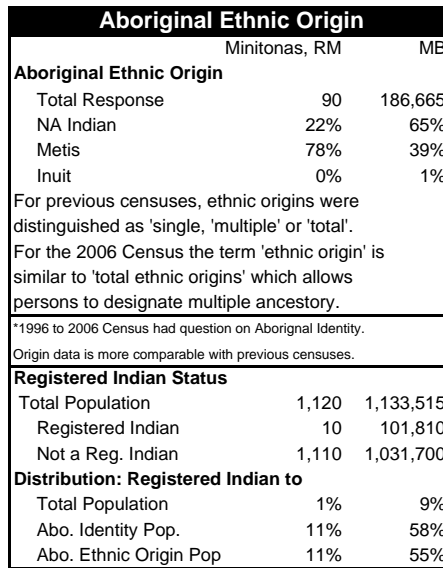 Aboriginal Ethnic Origin
Minitonas, RM MB
Aboriginal Ethnic Origin
Total Response 90 186,665
NA Indian 22% 65%
Metis 78% 39%
Inuit 0% 1%
For previous censuses, ethnic origins were
distinguished as 'single, 'multiple' or 'total'.
For the 2006 Census the term 'ethnic origin' is
similar to 'total ethnic origins' which allows
persons to designate multiple ancestory.
*1996 to 2006 Census had question on Aborignal Identity.
Origin data is more comparable with previous censuses.
Registered Indian Status
Total Population 1,120 1,133,515
Registered Indian 10 101,810
Not a Reg. Indian 1,110 1,031,700
Distribution: Registered Indian to
Total Population 1% 9%
Abo. Identity Pop. 11% 58%
Abo. Ethnic Origin Pop 11% 55%